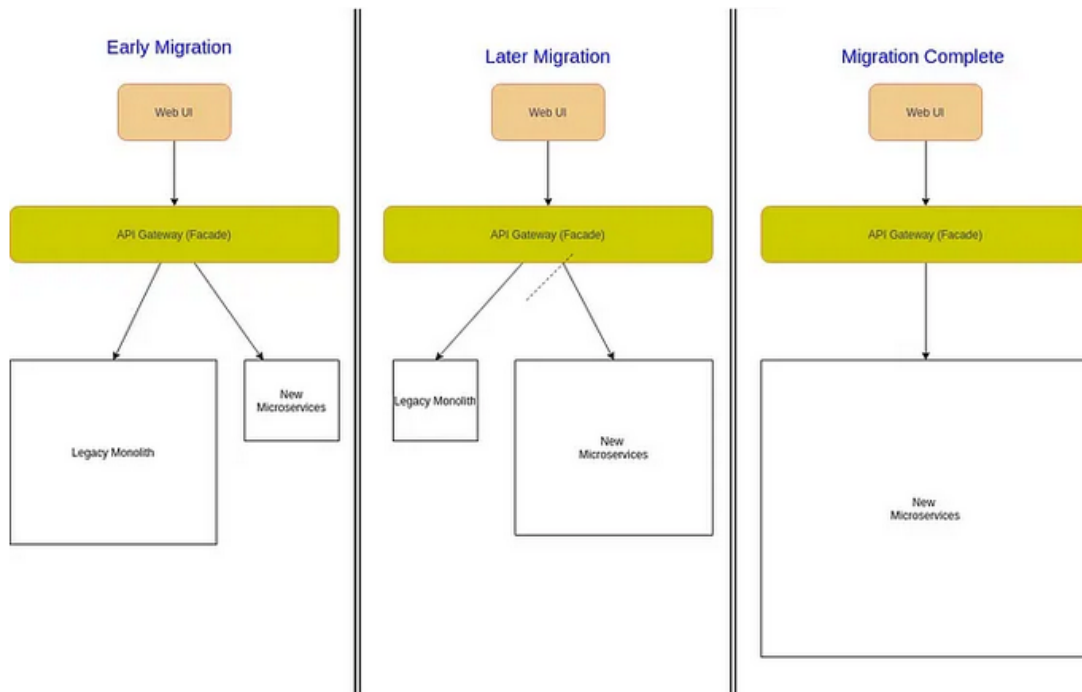 Early Migration
Web UI
API Gateway (Facade)
Legacy Monolith
New
Microservices
Later Migration
Web UI
API Gateway (Facade)
Legacy Monolith
New
Microservices
Migration Complete
Web UI
API Gateway (Facade)
New
Microservices